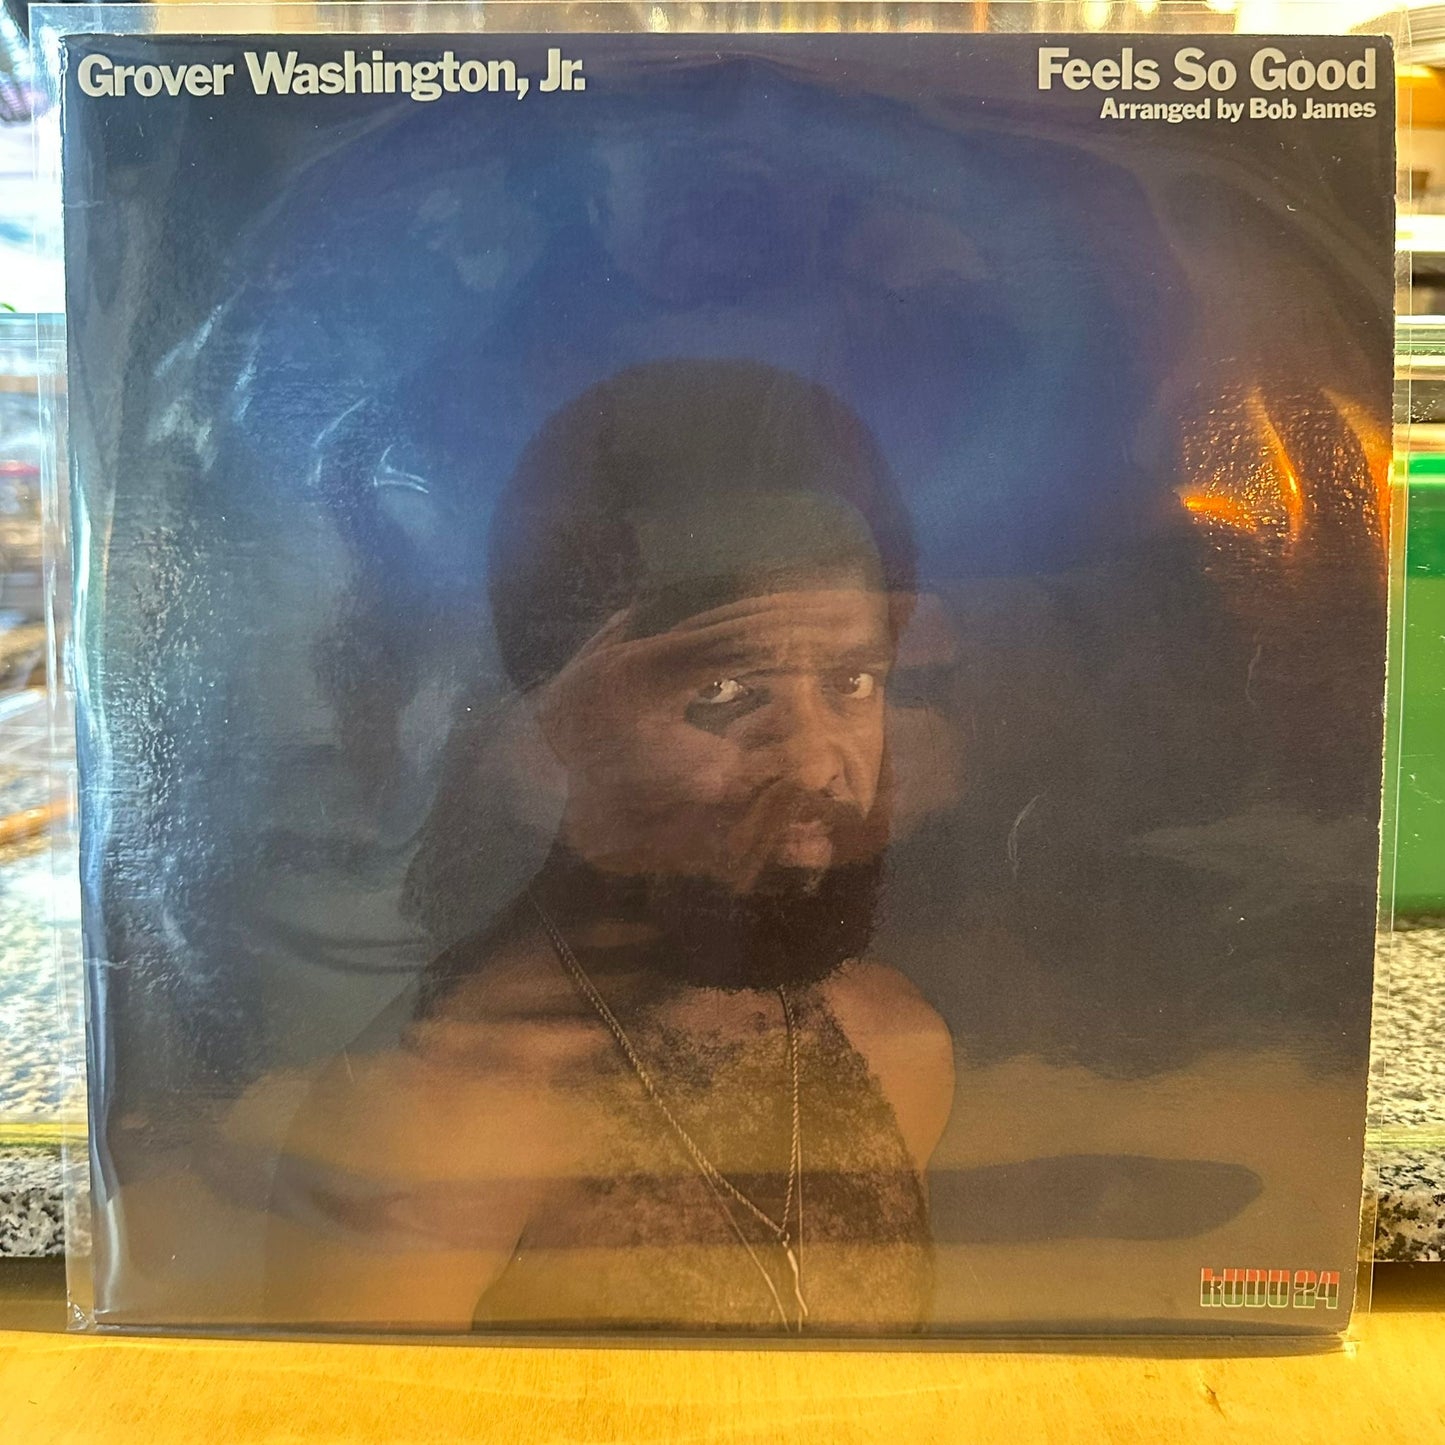 Grover Washington, Jr.
Feels So Good
Arranged by Bob James
KUDU 24